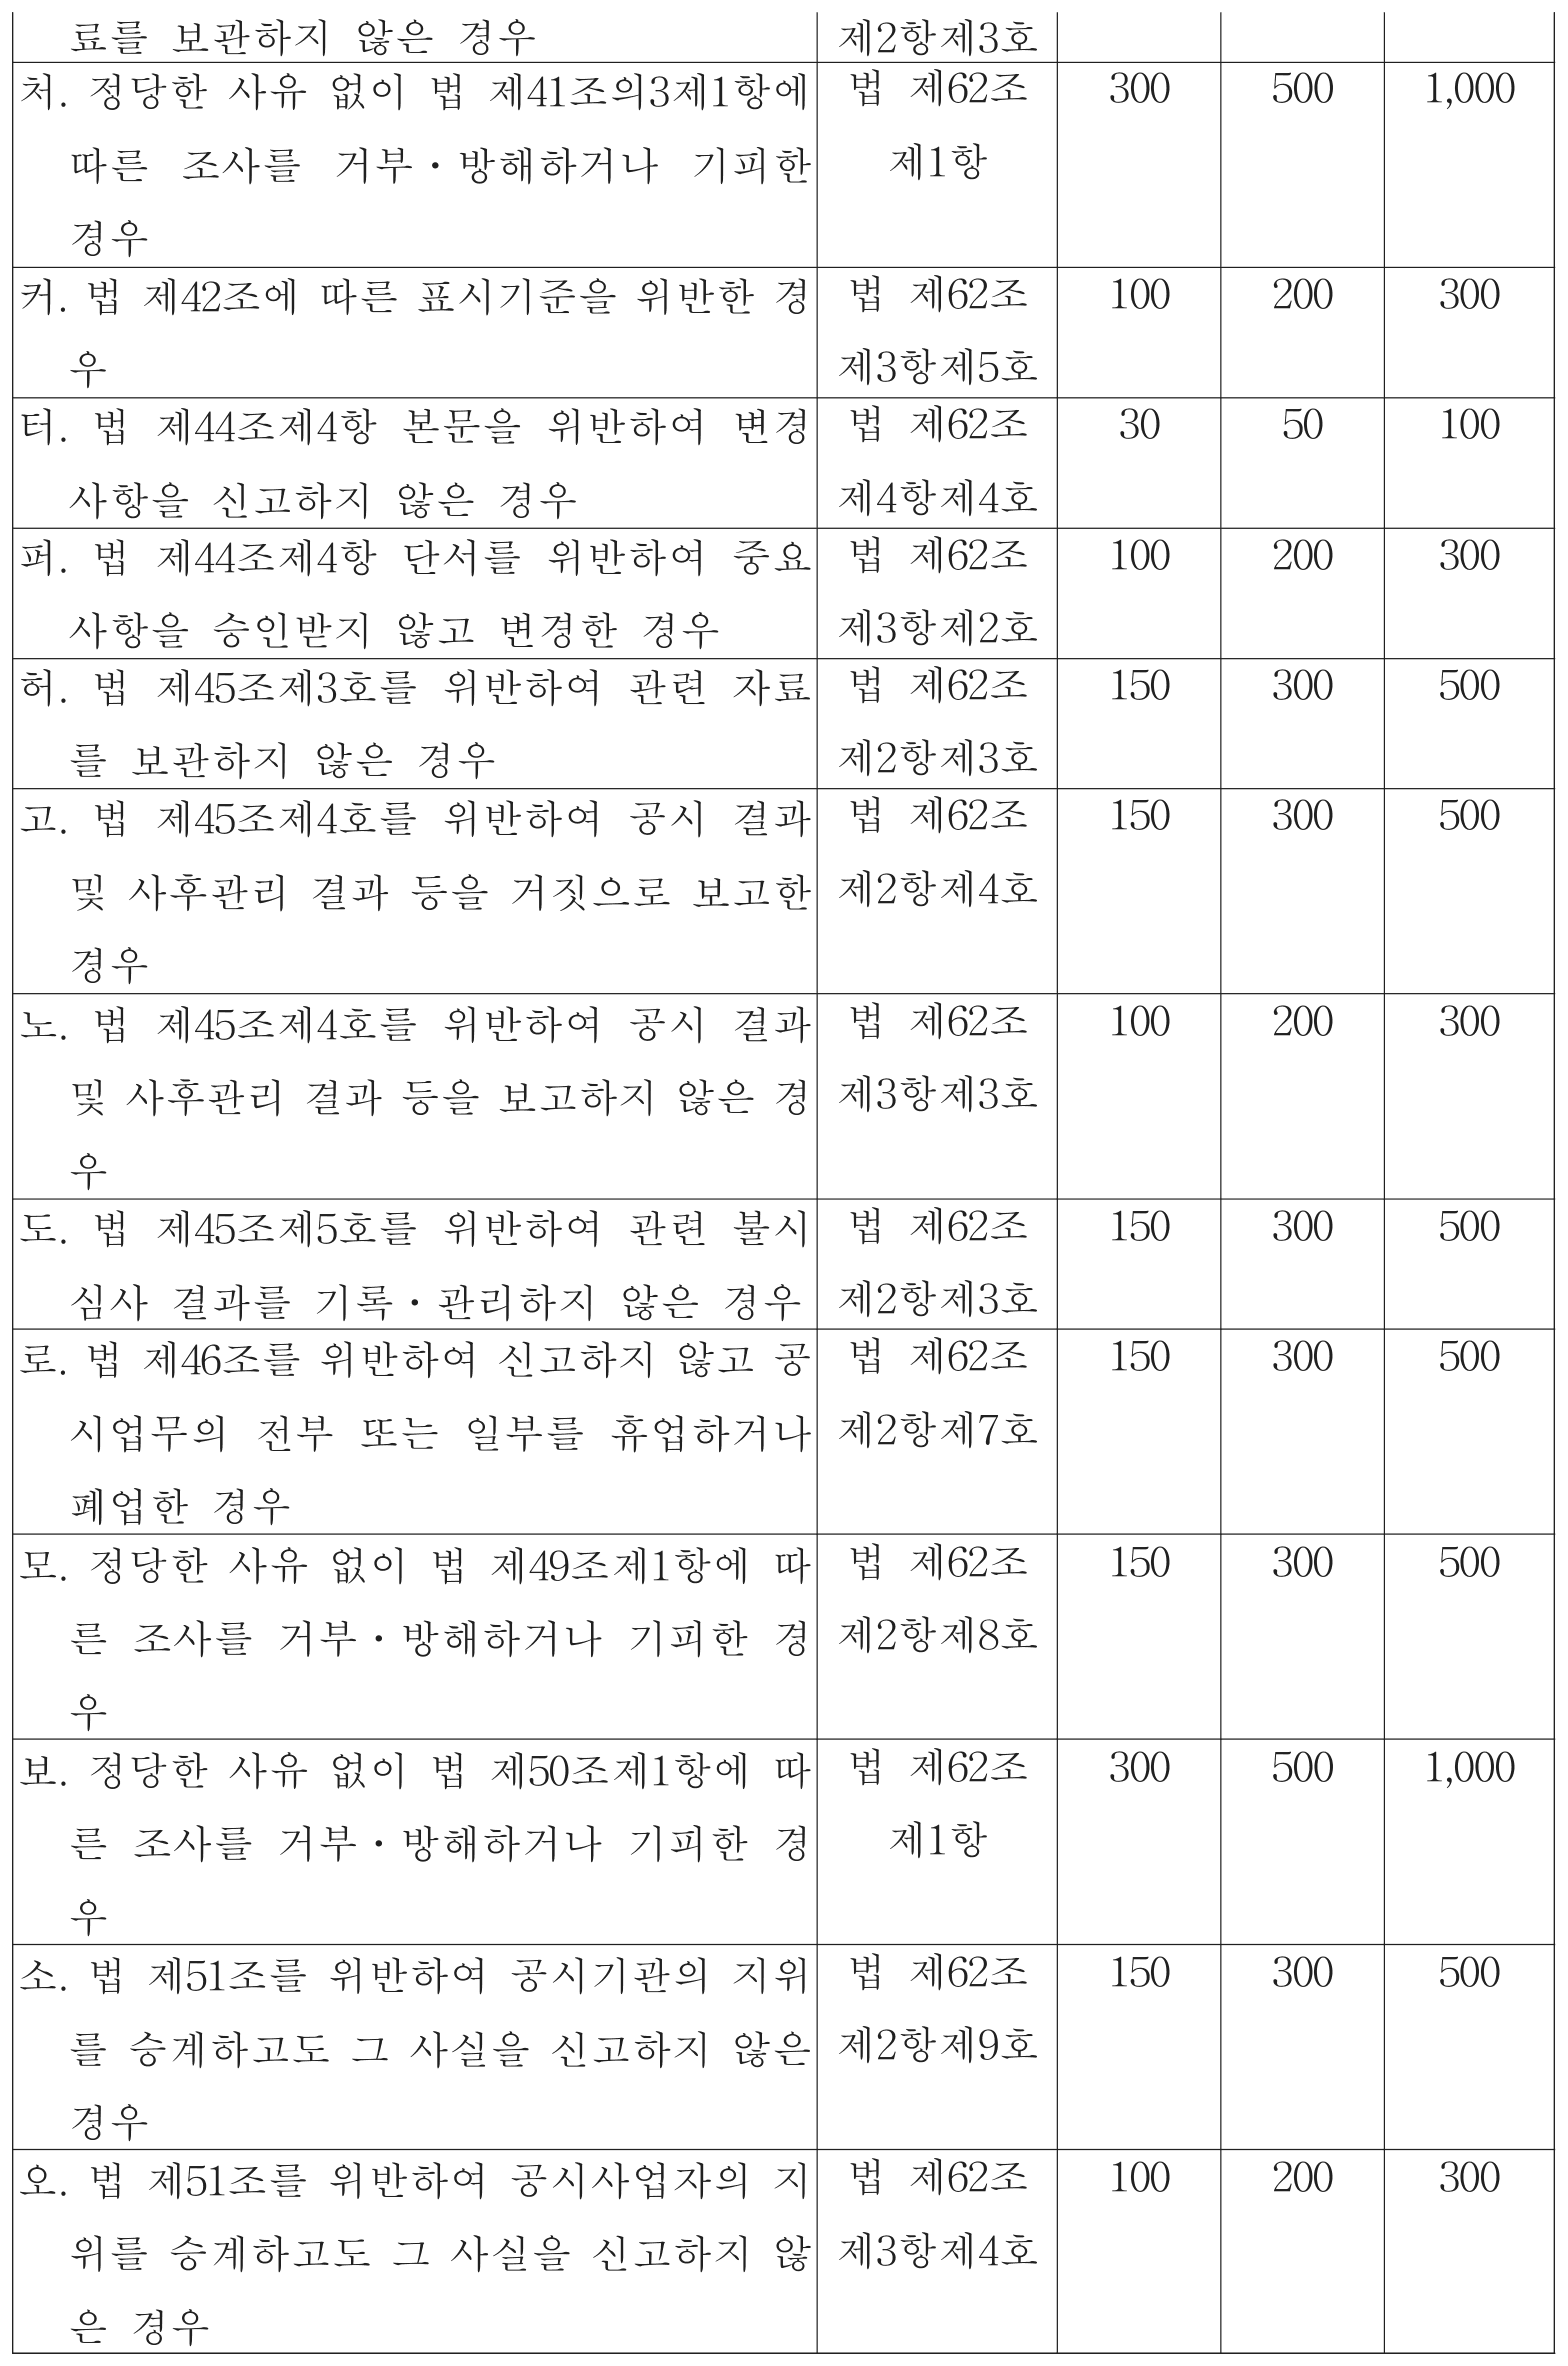 료를 보관하지 않은 경우 제2항제3호
처. 정당한 사유 없이 법 제41조의3제1항에 법 제62조 300 500 1,000
따른 조사를 거부·방해하거나 기피한 제1항
경우
커. 법 제42조에 따른 표시기준을 위반한 경 법 제62조 100 200 300
우 제3항제5호
터. 법 제44조제4항 본문을 위반하여 변경 법 제62조 30 50 100
사항을 신고하지 않은 경우 제4항제4호
퍼. 법 제44조제4항 단서를 위반하여 중요 법 제62조 100 200 300
사항을 승인받지 않고 변경한 경우 제3항제2호
허. 법 제45조제3호를 위반하여 관련 자료 법 제62조 150 300 500
를 보관하지 않은 경우 제2항제3호
고. 법 제45조제4호를 위반하여 공시 결과 법 제62조 150 300 500
및 사후관리 결과 등을 거짓으로 보고한 제2항제4호
경우
노. 법 제45조제4호를 위반하여 공시 결과 법 제62조 100 200 300
및 사후관리 결과 등을 보고하지 않은 경 제3항제3호
우
도. 법 제45조제5호를 위반하여 관련 불시 법 제62조 150 300 500
심사 결과를 기록·관리하지 않은 경우 제2항제3호
로. 법 제46조를 위반하여 신고하지 않고 공 법 제62조 150 300 500
시업무의 전부 또는 일부를 휴업하거나 제2항제7호
폐업한 경우
모. 정당한 사유 없이 법 제49조제1항에 따 법 제62조 150 300 500
른 조사를 거부·방해하거나 기피한 경 제2항제8호
우
보. 정당한 사유 없이 법 제50조제1항에 따 법 제62조 300 500 1,000
른 조사를 거부·방해하거나 기피한 경 제1항
우
소. 법 제51조를 위반하여 공시기관의 지위 법 제62조 150 300 500
를 승계하고도 그 사실을 신고하지 않은 제2항제9호
경우
오. 법 제51조를 위반하여 공시사업자의 지 법 제62조 100 200 300
위를 승계하고도 그 사실을 신고하지 않 제3항제4호
은 경우